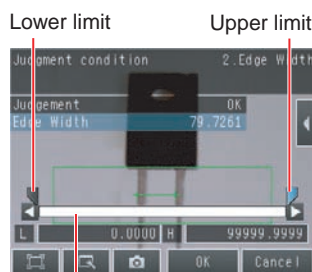 Lower limit Upper limit
Judgment condition 2.Edge Width
Judgement OK
Edge Width 79.7261
L 0.0000 H 99999.9999
OK Cancel